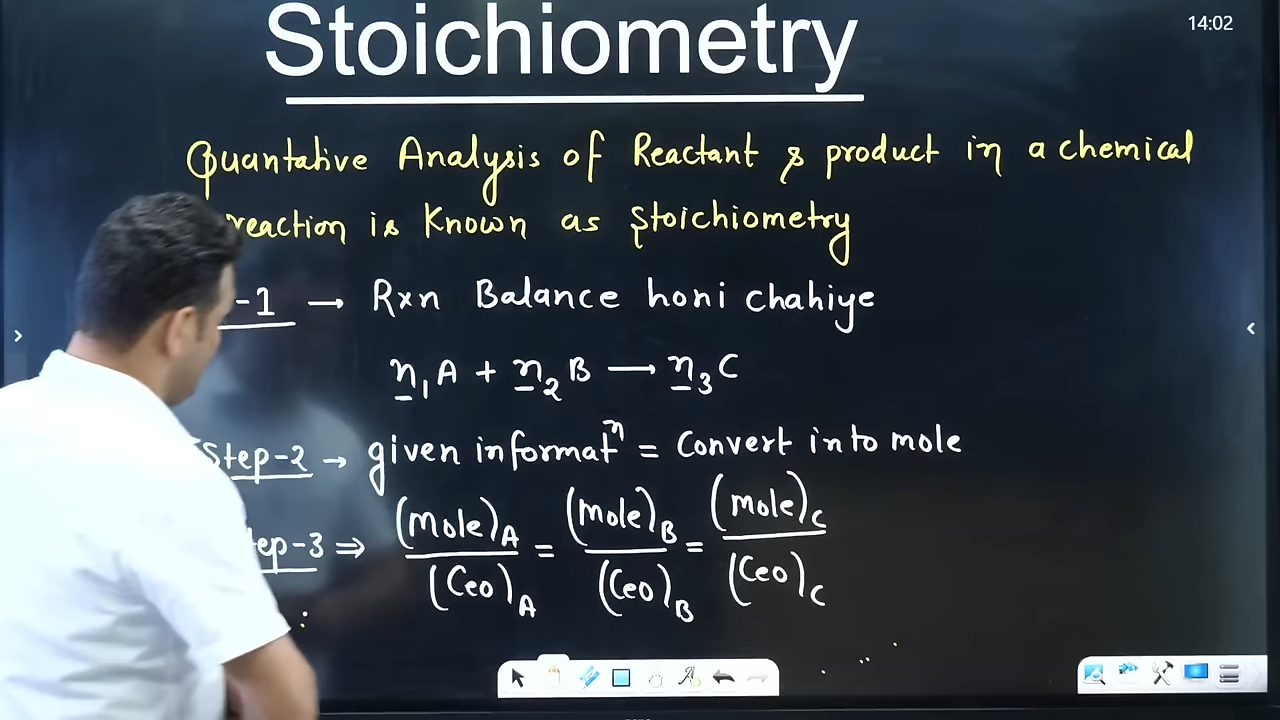 Stoichiometry
14:02
Quantative Analysis of Reactant & product in a chemical
reaction is Known as Stoichiometry
-1 → Rxn Balance honi chahiye
n₁A + n₂B → n₃C
Step-2 → given informatⁿ = Convert into mole
tep-3 ⇒ (Mole)A/(Ceo)A = (Mole)B/(Ceo)B = (Mole)C/(Ceo)C